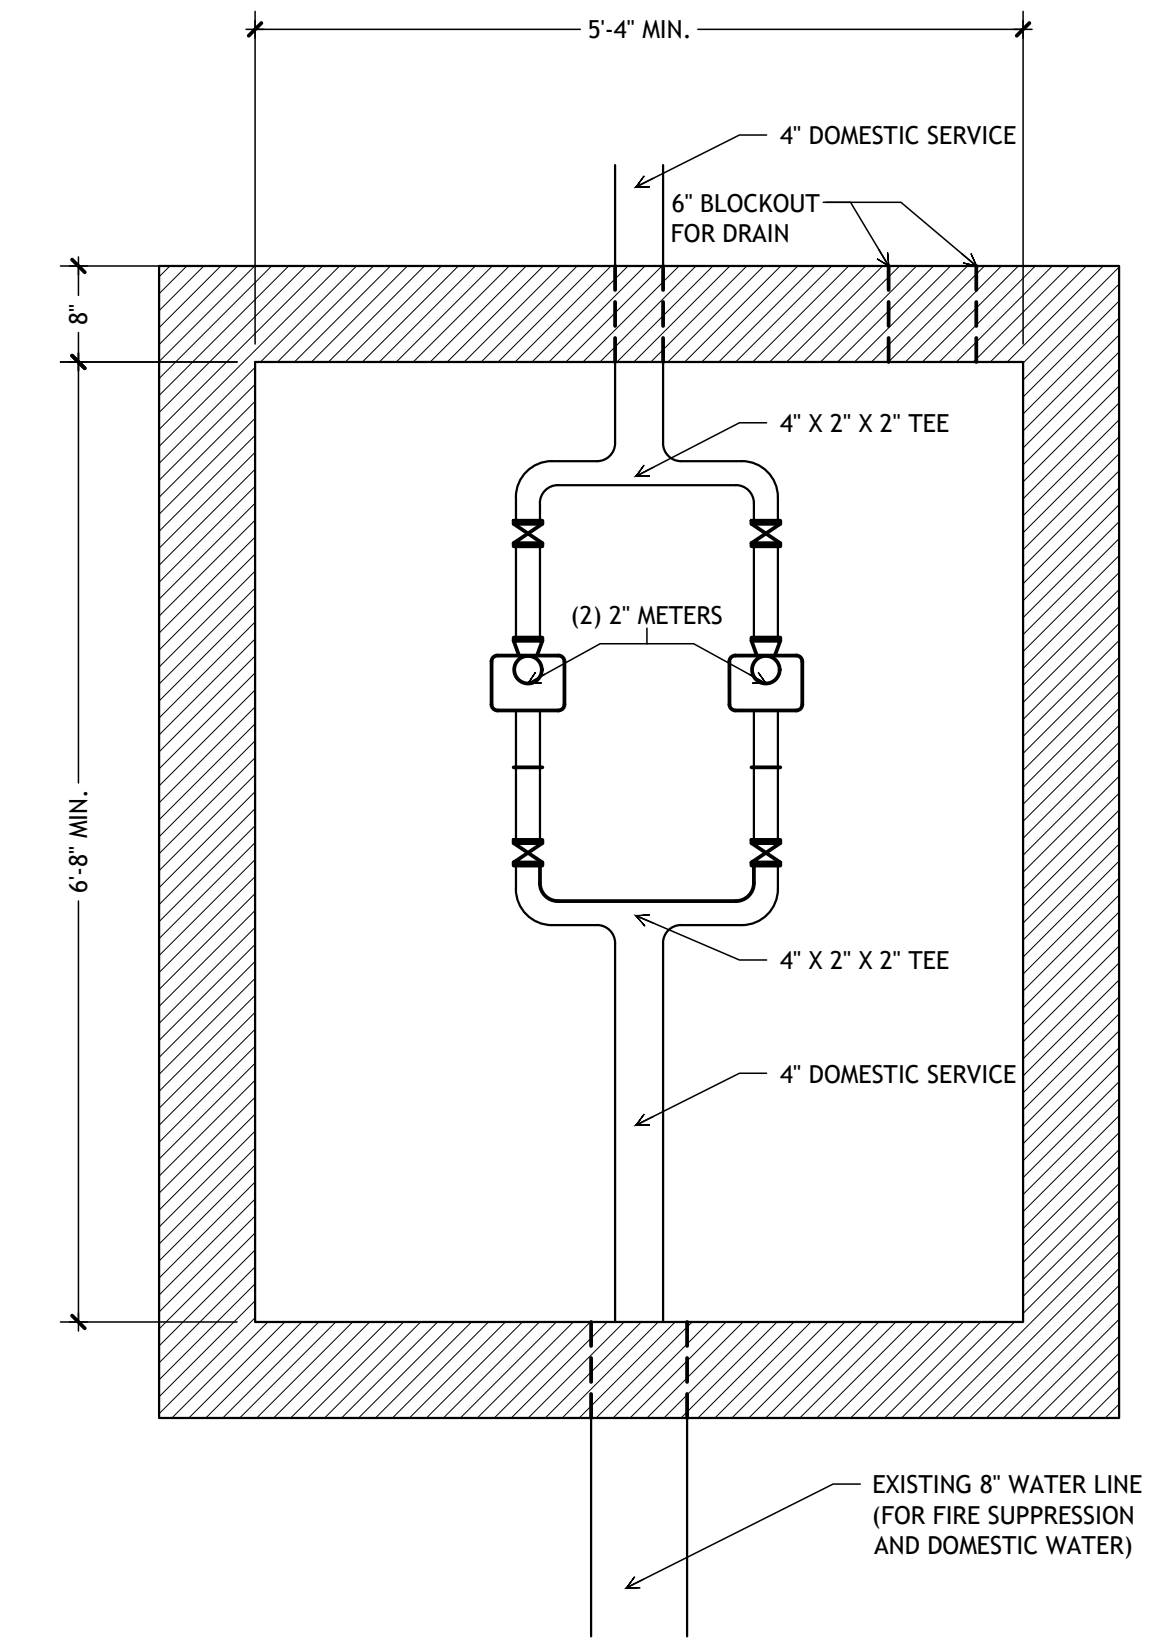 5'-4" MIN.
4" DOMESTIC SERVICE
6" BLOCKOUT
FOR DRAIN
8"
4" X 2" X 2" TEE
(2) 2" METERS
6'-8" MIN.
4" X 2" X 2" TEE
4" DOMESTIC SERVICE
EXISTING 8" WATER LINE
(FOR FIRE SUPPRESSION
AND DOMESTIC WATER)